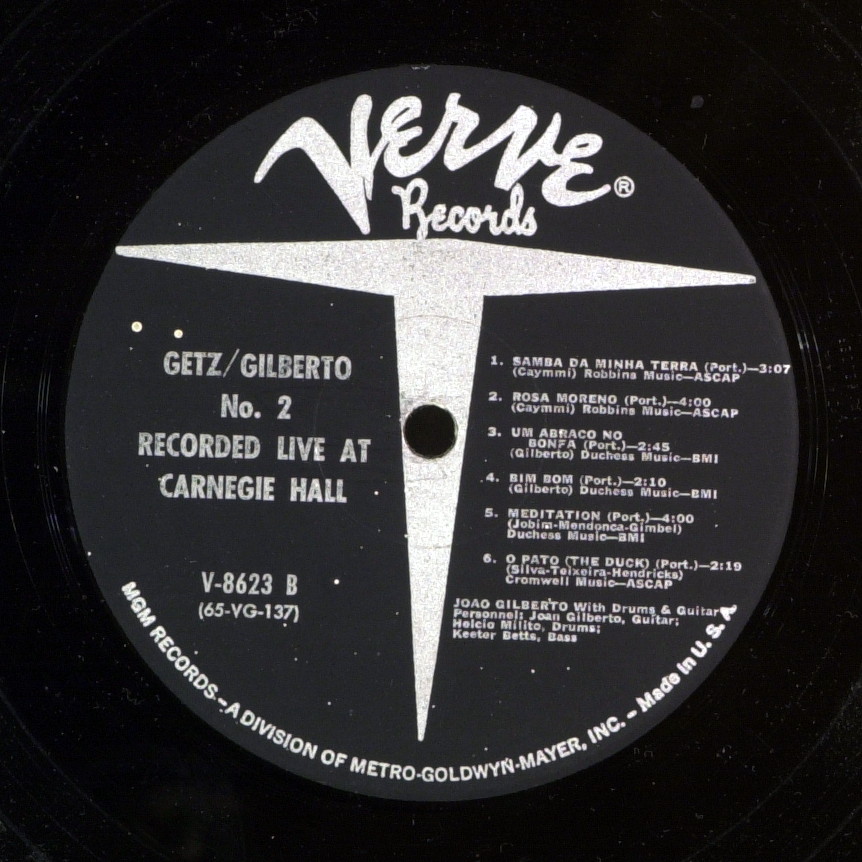 Verve®
Records
GETZ/GILBERTO
No. 2
RECORDED LIVE AT
CARNEGIE HALL
V-8623 B
(65-VG-137)
1. SAMBA DA MINHA TERRA (Port.)—3:07
(Caymmi) Robbins Music—ASCAP
2. ROSA MORENO (Port.)—4:00
(Caymmi) Robbins Music—ASCAP
3. UM ABRACO NO
BONFA (Port.)—2:45
(Gilberto) Duchess Music—BMI
4. BIM BOM (Port.)—2:10
(Gilberto) Duchess Music—BMI
5. MEDITATION (Port.)—4:00
(Jobim-Mendonca-Gimbel)
Duchess Music—BMI
6. O PATO (THE DUCK) (Port.)—2:19
(Silva-Teixeira-Hendricks)
Cromwell Music—ASCAP
JOAO GILBERTO With Drums & Guitar
Personnel: Joan Gilberto, Guitar;
Helcio Milito, Drums;
Keeter Betts, Bass
MGM RECORDS—A DIVISION OF METRO-GOLDWYN-MAYER, INC. – Made in U. S. A.